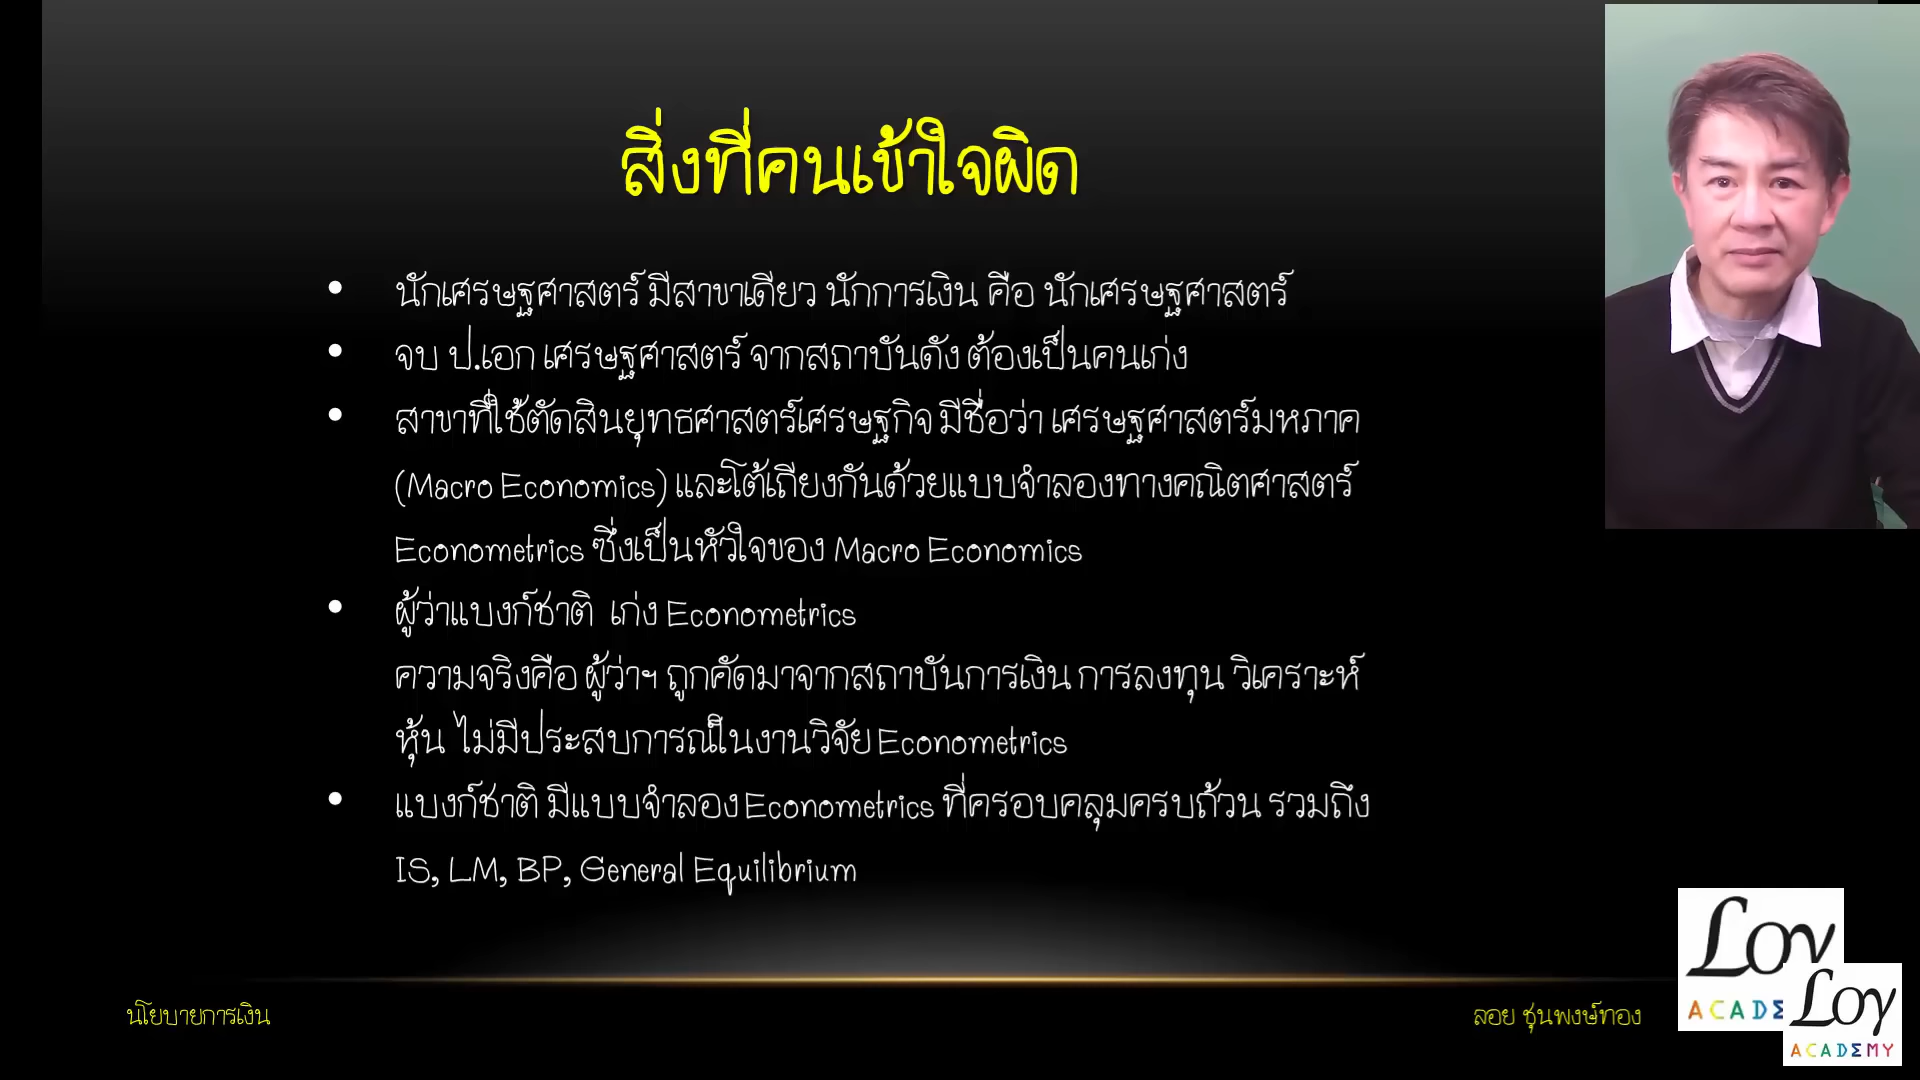 สิ่งที่คนเข้าใจผิด
• นักเศรษฐศาสตร์ มีสาขาเดียว นักการเงิน คือ นักเศรษฐศาสตร์
• จบ ป.เอก เศรษฐศาสตร์ จากสถาบันดัง ต้องเป็นคนเก่ง
• สาขาที่ใช้ตัดสินยุทธศาสตร์เศรษฐกิจ มีชื่อว่า เศรษฐศาสตร์มหภาค
(Macro Economics) และโต้เถียงกันด้วยแบบจำลองทางคณิตศาสตร์
Econometrics ซึ่งเป็นหัวใจของ Macro Economics
• ผู้ว่าแบงก์ชาติ เก่ง Econometrics
ความจริงคือ ผู้ว่าฯ ถูกคัดมาจากสถาบันการเงิน การลงทุน วิเคราะห์
หุ้น ไม่มีประสบการณ์ในงานวิจัย Econometrics
• แบงก์ชาติ มีแบบจำลอง Econometrics ที่ครอบคลุมครบถ้วน รวมถึง
IS, LM, BP, General Equilibrium
นโยบายการเงิน
ลอย ชุนพงษ์ทอง
Loy
ACADE
Loy
ACADΣMY